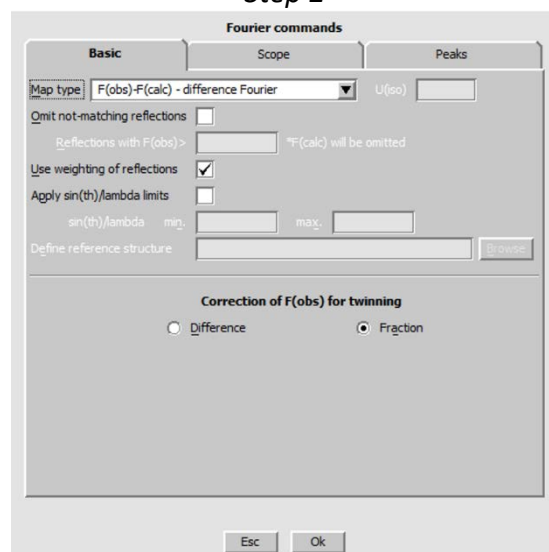 Fourier commands
Basic Scope Peaks
Map type F(obs)-F(calc) - difference Fourier U(iso)
Omit not-matching reflections
Reflections with F(obs)> *F(calc) will be omitted
Use weighting of reflections
Apply sin(th)/lambda limits
sin(th)/lambda min. max.
Define reference structure Browse
Correction of F(obs) for twinning
Difference Fraction
Esc Ok